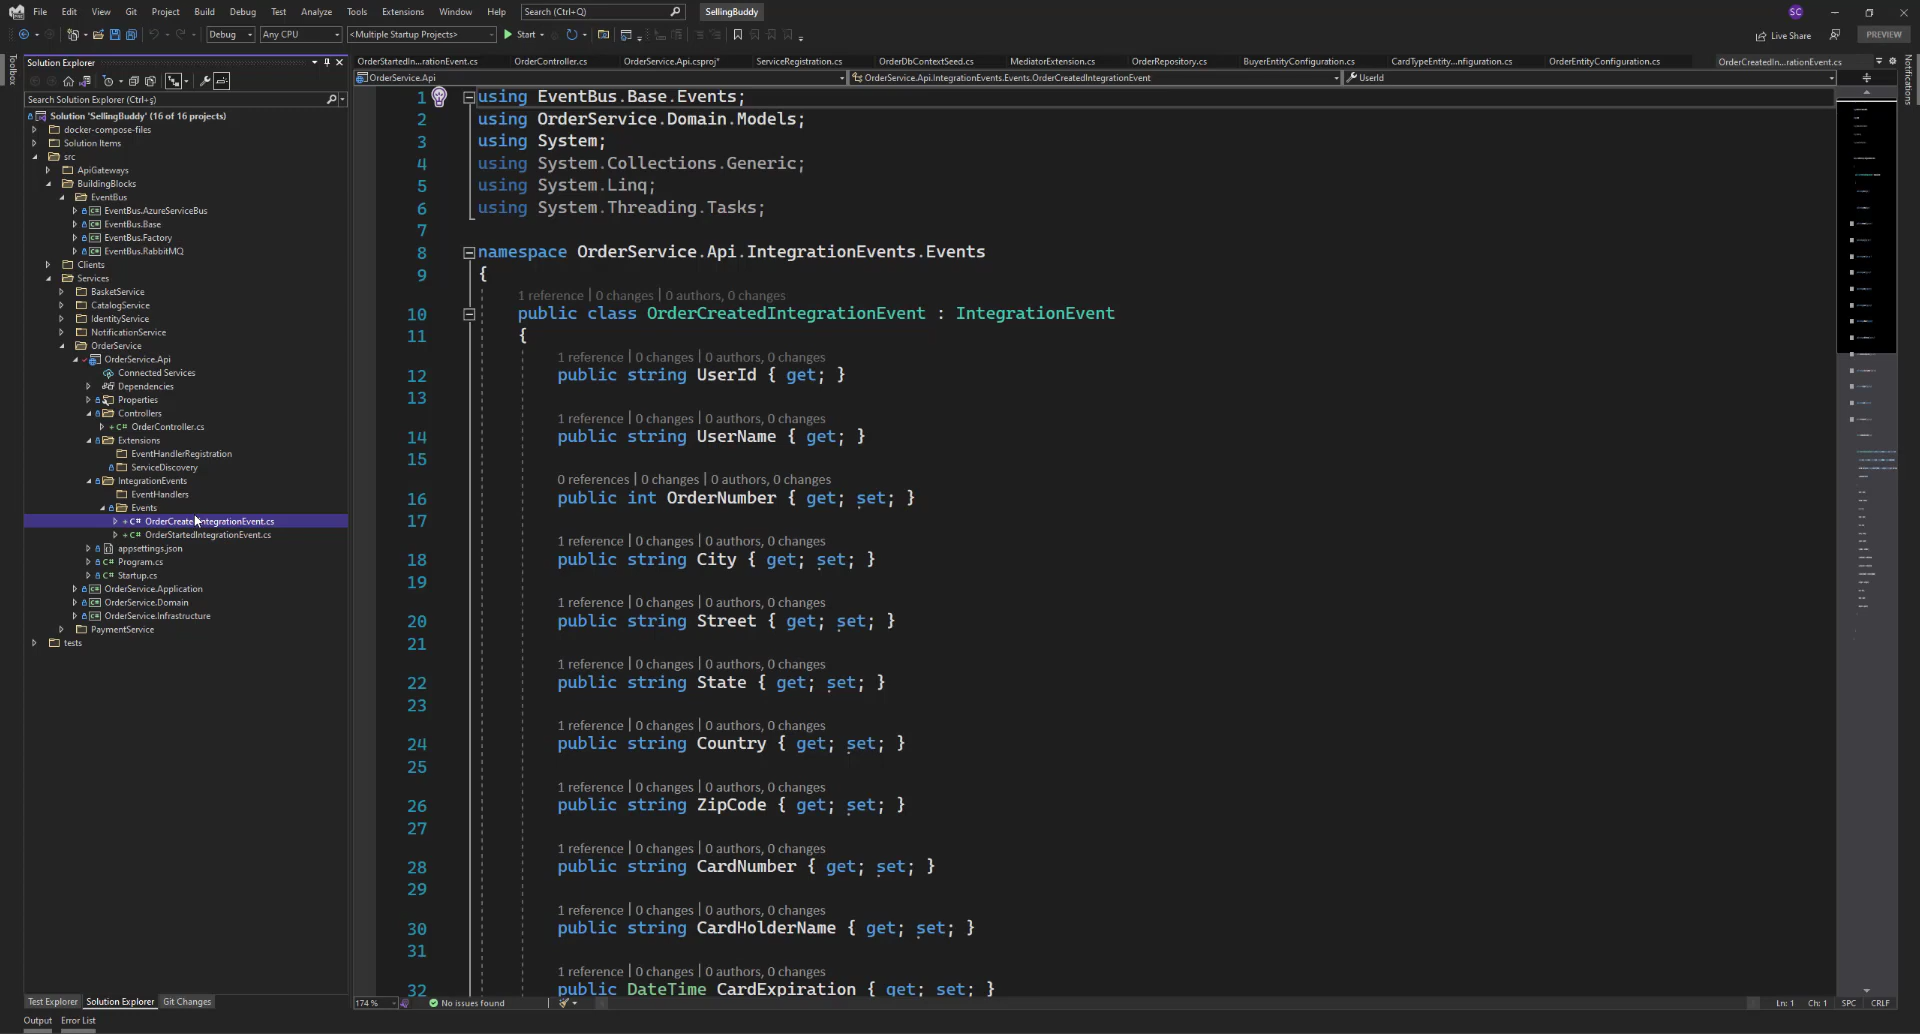 File Edit View Git Project Build Debug Test Analyze Tools Extensions Window Help Search (Ctrl+Q) SellingBuddy SC
Debug Any CPU <Multiple Startup Projects> Start Live Share PREVIEW
Toolbox
Solution Explorer
Search Solution Explorer (Ctrl+ş)
Solution 'SellingBuddy' (16 of 16 projects)
docker-compose-files
Solution Items
src
ApiGateways
BuildingBlocks
EventBus
EventBus.AzureServiceBus
EventBus.Base
EventBus.Factory
EventBus.RabbitMQ
Clients
Services
BasketService
CatalogService
IdentityService
NotificationService
OrderService
OrderService.Api
Connected Services
Dependencies
Properties
Controllers
OrderController.cs
Extensions
EventHandlerRegistration
ServiceDiscovery
IntegrationEvents
EventHandlers
Events
OrderCreatedIntegrationEvent.cs
OrderStartedIntegrationEvent.cs
appsettings.json
Program.cs
Startup.cs
OrderService.Application
OrderService.Domain
OrderService.Infrastructure
PaymentService
tests
Test Explorer Solution Explorer Git Changes
Output Error List
OrderStartedIn...rationEvent.cs OrderController.cs OrderService.Api.csproj* ServiceRegistration.cs OrderDbContextSeed.cs MediatorExtension.cs OrderRepository.cs BuyerEntityConfiguration.cs CardTypeEntity...nfiguration.cs OrderEntityConfiguration.cs OrderCreatedIn...rationEvent.cs
OrderService.Api OrderService.Api.IntegrationEvents.Events.OrderCreatedIntegrationEvent UserId
1 using EventBus.Base.Events;
2 using OrderService.Domain.Models;
3 using System;
4 using System.Collections.Generic;
5 using System.Linq;
6 using System.Threading.Tasks;
7
8 namespace OrderService.Api.IntegrationEvents.Events
9 {
1 reference | 0 changes | 0 authors, 0 changes
10 public class OrderCreatedIntegrationEvent : IntegrationEvent
11 {
1 reference | 0 changes | 0 authors, 0 changes
12 public string UserId { get; }
13
1 reference | 0 changes | 0 authors, 0 changes
14 public string UserName { get; }
15
0 references | 0 changes | 0 authors, 0 changes
16 public int OrderNumber { get; set; }
17
1 reference | 0 changes | 0 authors, 0 changes
18 public string City { get; set; }
19
1 reference | 0 changes | 0 authors, 0 changes
20 public string Street { get; set; }
21
1 reference | 0 changes | 0 authors, 0 changes
22 public string State { get; set; }
23
1 reference | 0 changes | 0 authors, 0 changes
24 public string Country { get; set; }
25
1 reference | 0 changes | 0 authors, 0 changes
26 public string ZipCode { get; set; }
27
1 reference | 0 changes | 0 authors, 0 changes
28 public string CardNumber { get; set; }
29
1 reference | 0 changes | 0 authors, 0 changes
30 public string CardHolderName { get; set; }
31
1 reference | 0 changes | 0 authors, 0 changes
32 public DateTime CardExpiration { get; set; }
174 % No issues found Ln: 1 Ch: 1 SPC CRLF
Notifications